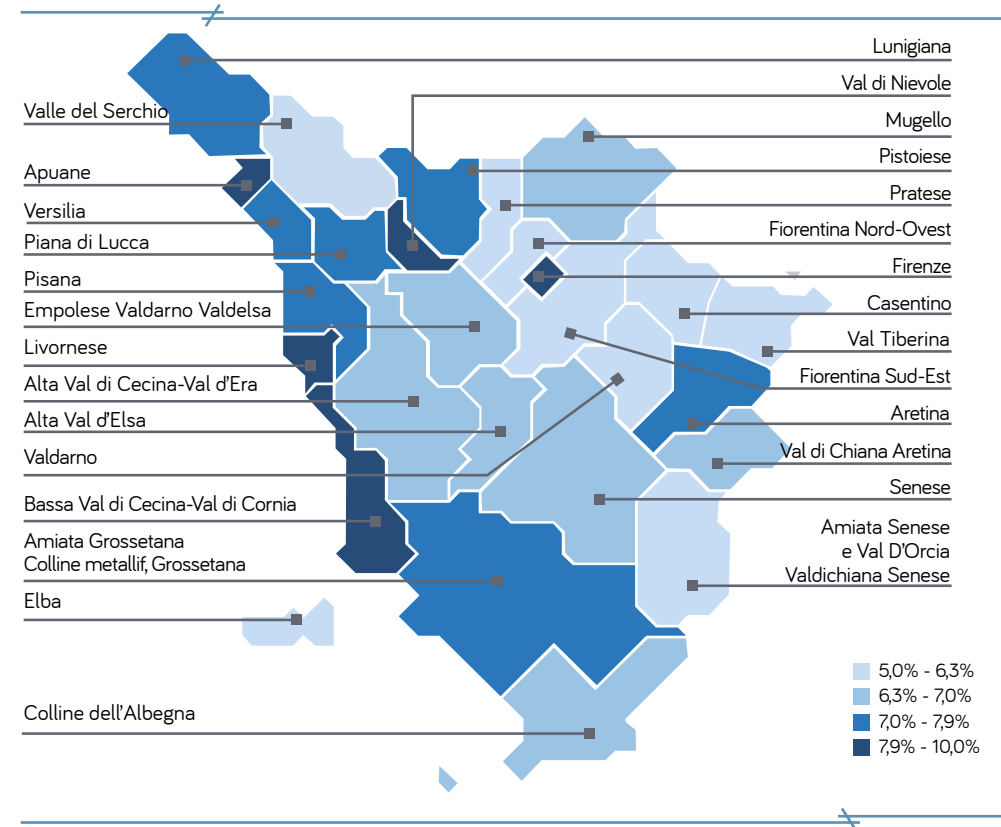 Lunigiana
Val di Nievole
Mugello
Pistoiese
Pratese
Fiorentina Nord-Ovest
Firenze
Casentino
Val Tiberina
Fiorentina Sud-Est
Aretina
Val di Chiana Aretina
Senese
Amiata Senese
e Val D'Orcia
Valdichiana Senese
Valle del Serchio
Apuane
Versilia
Piana di Lucca
Pisana
Empolese Valdarno Valdelsa
Livornese
Alta Val di Cecina-Val d'Era
Alta Val d'Elsa
Valdarno
Bassa Val di Cecina-Val di Cornia
Amiata Grossetana
Colline metallif, Grossetana
Elba
Colline dell'Albegna
5,0% - 6,3%
6,3% - 7,0%
7,0% - 7,9%
7,9% - 10,0%